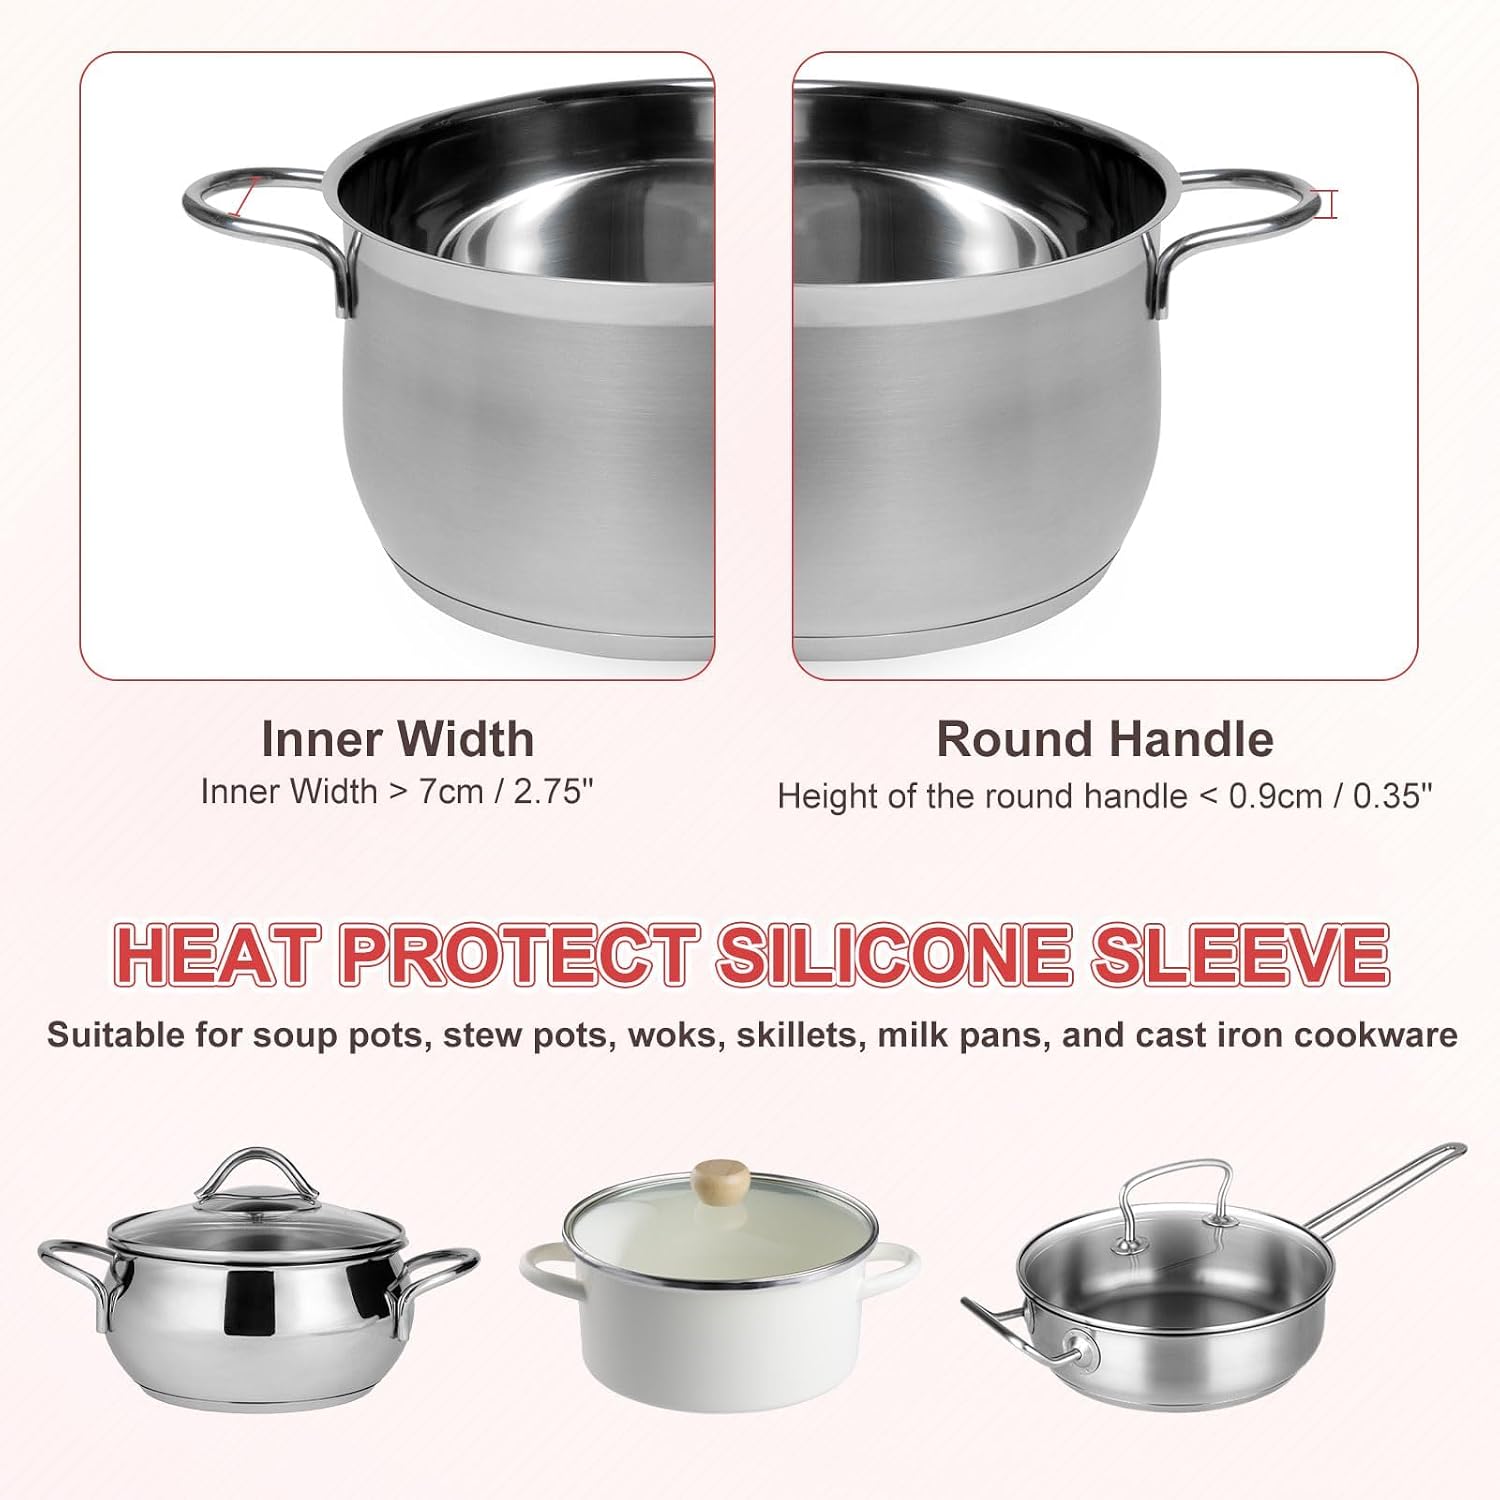 Inner Width
Inner Width > 7cm / 2.75"
Round Handle
Height of the round handle < 0.9cm / 0.35"
HEAT PROTECT SILICONE SLEEVE
Suitable for soup pots, stew pots, woks, skillets, milk pans, and cast iron cookware